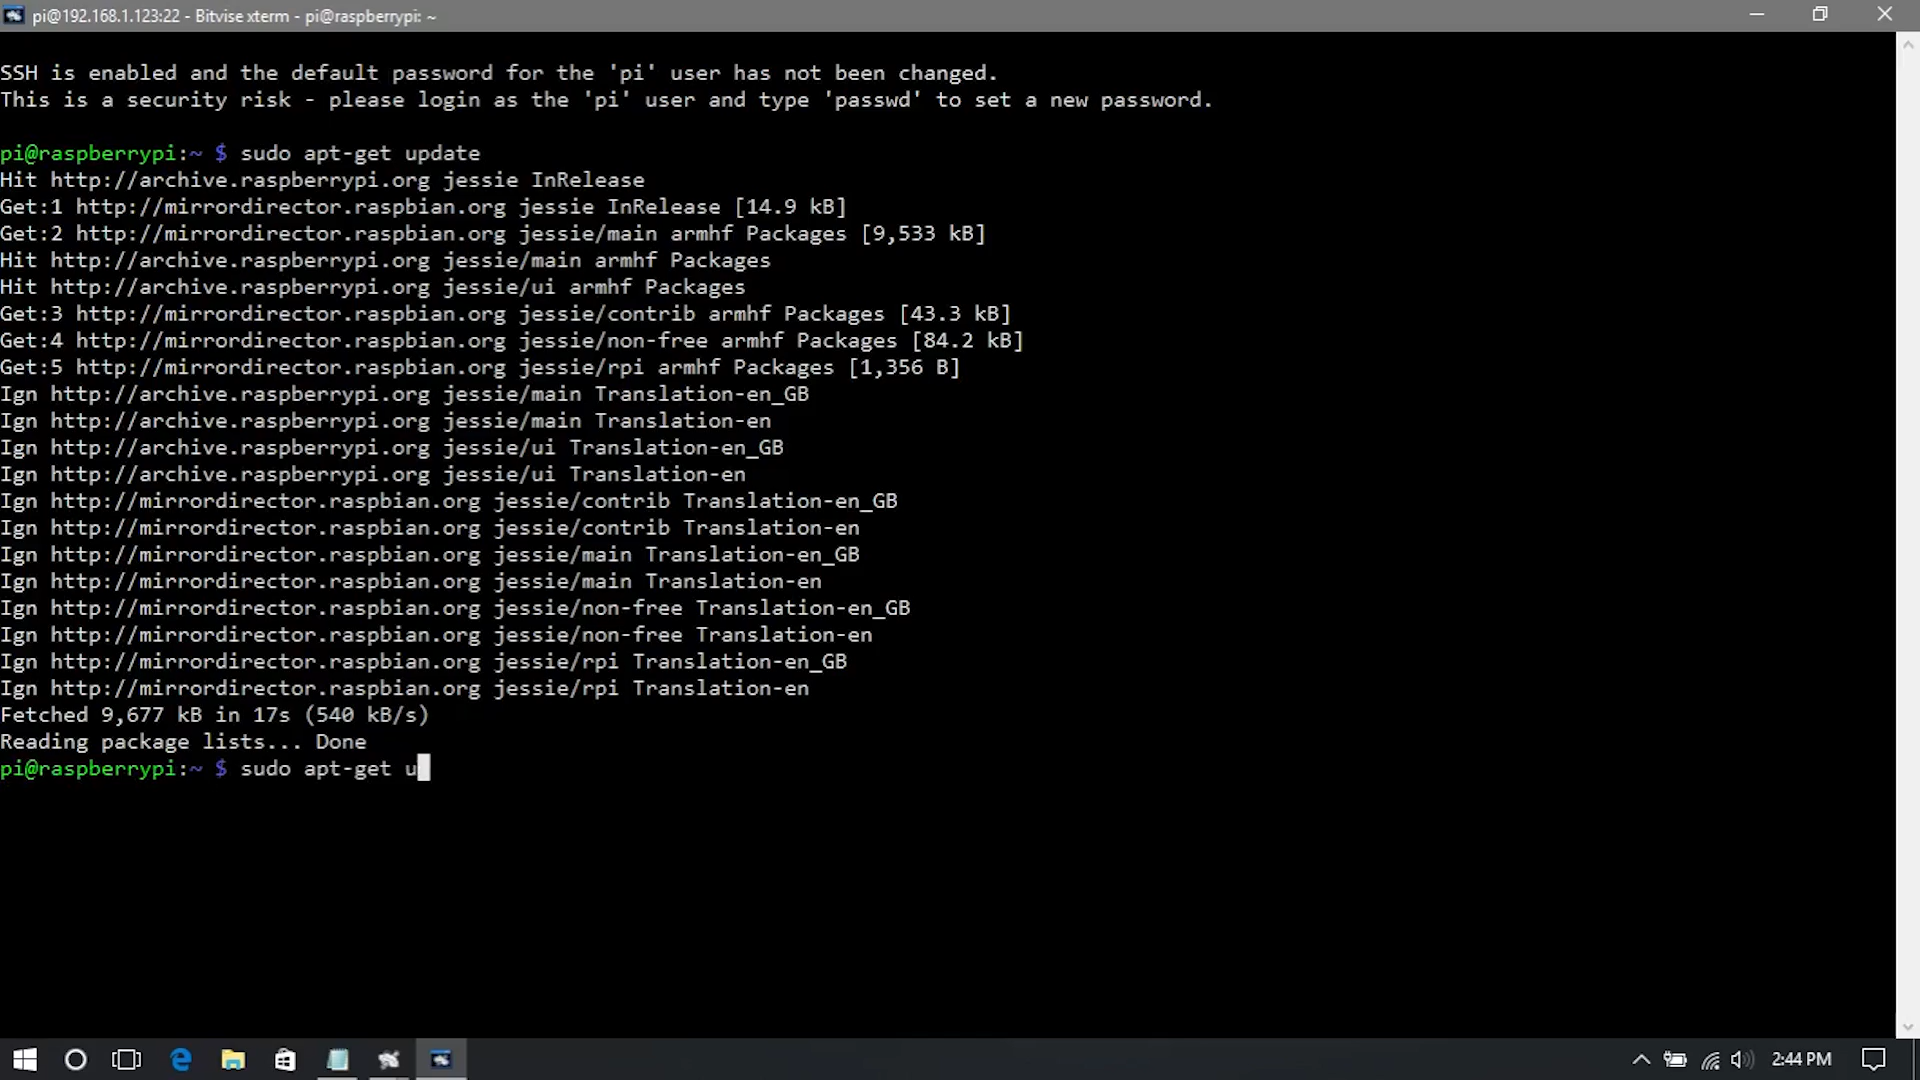 pi@192.168.1.123:22 - Bitvise xterm - pi@raspberrypi: ~
SSH is enabled and the default password for the 'pi' user has not been changed.
This is a security risk - please login as the 'pi' user and type 'passwd' to set a new password.
pi@raspberrypi:~ $ sudo apt-get update
Hit http://archive.raspberrypi.org jessie InRelease
Get:1 http://mirrordirector.raspbian.org jessie InRelease [14.9 kB]
Get:2 http://mirrordirector.raspbian.org jessie/main armhf Packages [9,533 kB]
Hit http://archive.raspberrypi.org jessie/main armhf Packages
Hit http://archive.raspberrypi.org jessie/ui armhf Packages
Get:3 http://mirrordirector.raspbian.org jessie/contrib armhf Packages [43.3 kB]
Get:4 http://mirrordirector.raspbian.org jessie/non-free armhf Packages [84.2 kB]
Get:5 http://mirrordirector.raspbian.org jessie/rpi armhf Packages [1,356 B]
Ign http://archive.raspberrypi.org jessie/main Translation-en_GB
Ign http://archive.raspberrypi.org jessie/main Translation-en
Ign http://archive.raspberrypi.org jessie/ui Translation-en_GB
Ign http://archive.raspberrypi.org jessie/ui Translation-en
Ign http://mirrordirector.raspbian.org jessie/contrib Translation-en_GB
Ign http://mirrordirector.raspbian.org jessie/contrib Translation-en
Ign http://mirrordirector.raspbian.org jessie/main Translation-en_GB
Ign http://mirrordirector.raspbian.org jessie/main Translation-en
Ign http://mirrordirector.raspbian.org jessie/non-free Translation-en_GB
Ign http://mirrordirector.raspbian.org jessie/non-free Translation-en
Ign http://mirrordirector.raspbian.org jessie/rpi Translation-en_GB
Ign http://mirrordirector.raspbian.org jessie/rpi Translation-en
Fetched 9,677 kB in 17s (540 kB/s)
Reading package lists... Done
pi@raspberrypi:~ $ sudo apt-get u
2:44 PM